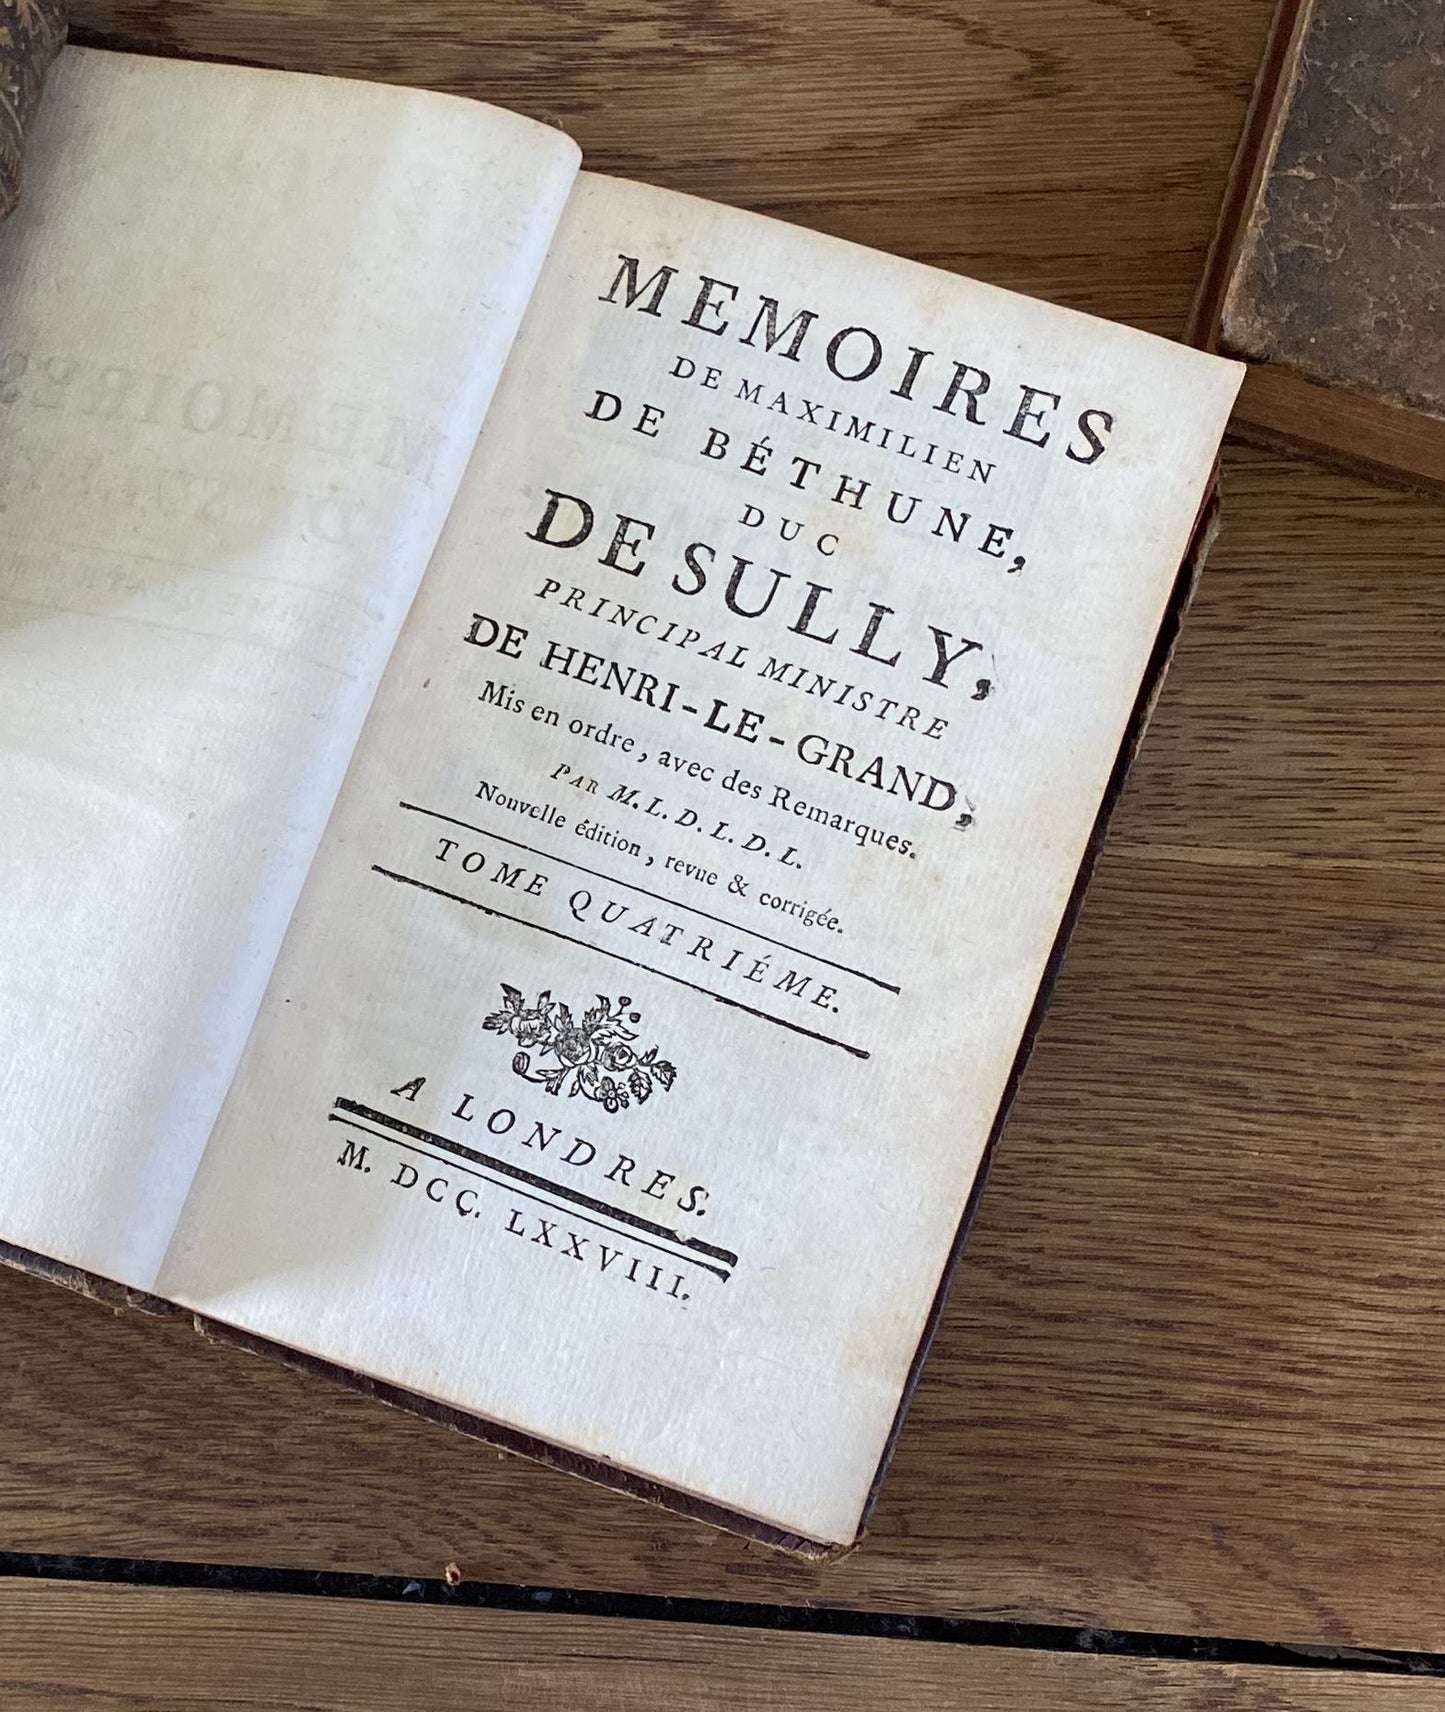 MEMOIRES
DE MAXIMILIEN
DE BÉTHUNE,
DUC
DE SULLY,
PRINCIPAL MINISTRE
DE HENRI-LE-GRAND,
Mis en ordre, avec des Remarques.
PAR M. L. D. L. D. L.
Nouvelle édition, revue & corrigée.
TOME QUATRIÉME.
A LONDRES.
M. DCC. LXXVIII.